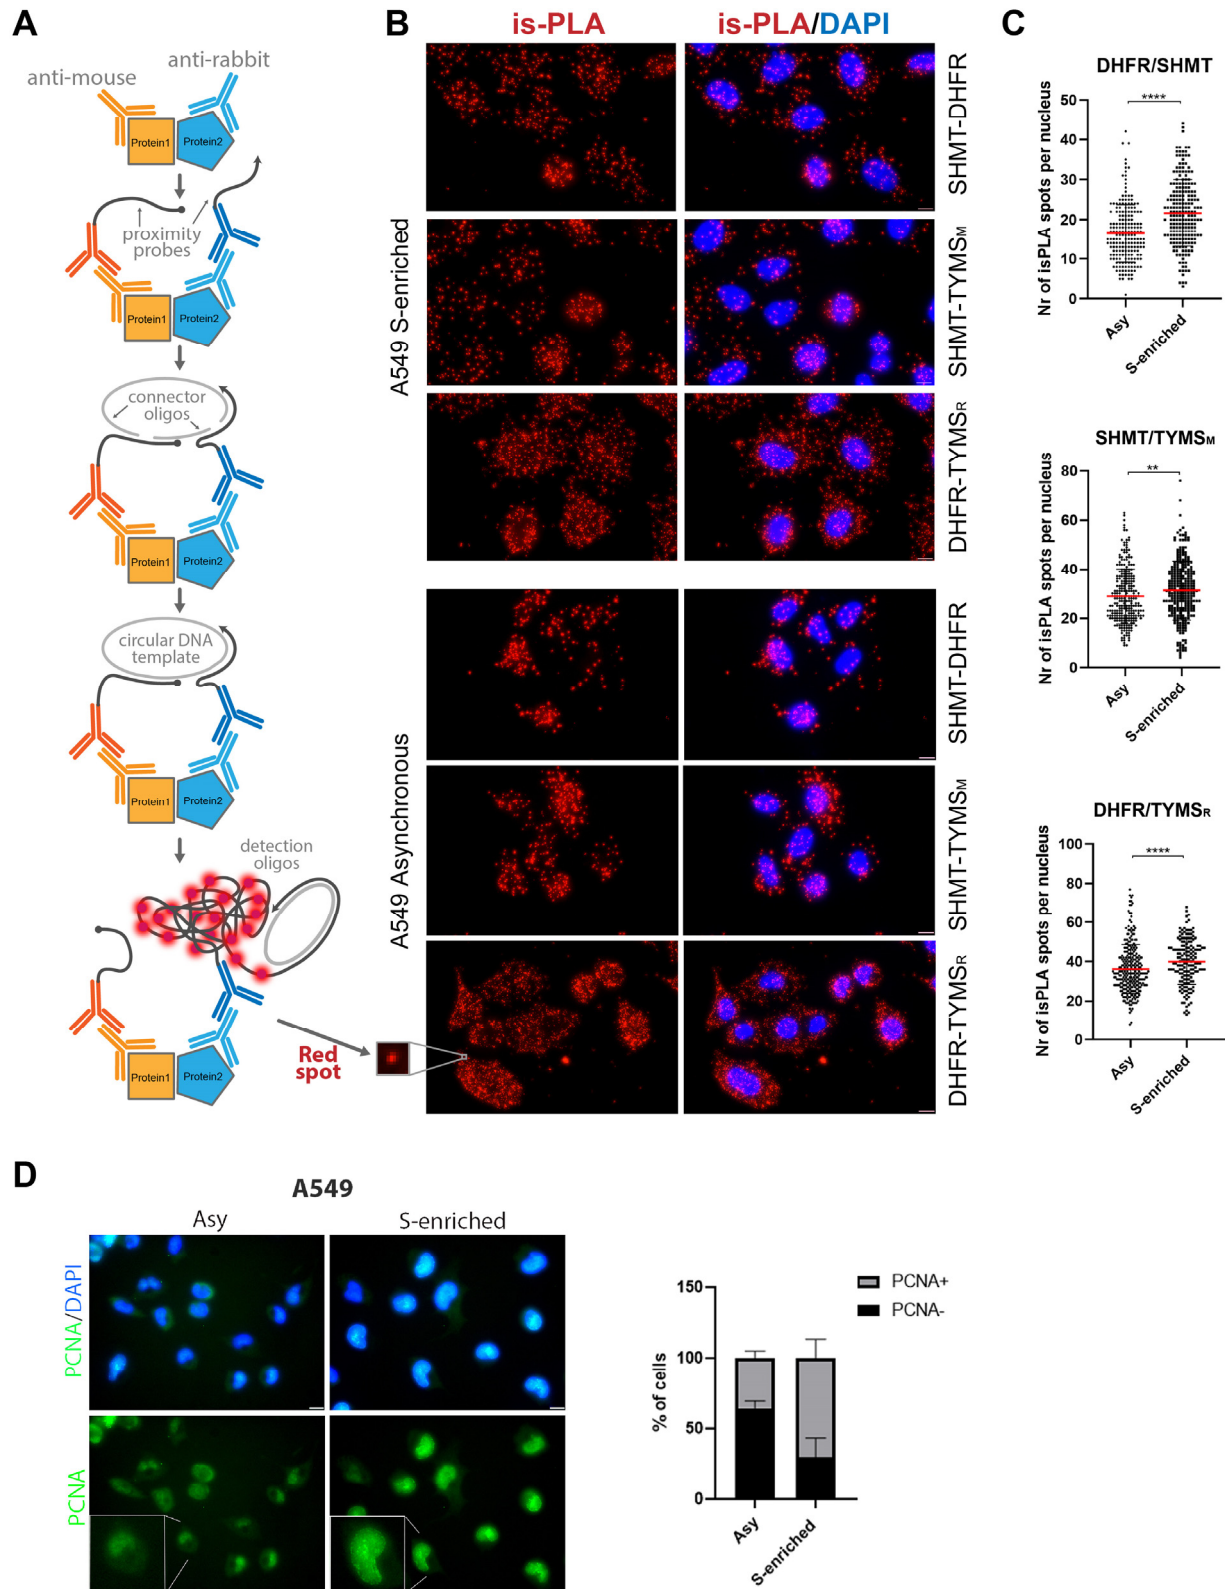 A
anti-mouse
anti-rabbit
Protein1
Protein2
proximity
probes
Protein1
Protein2
connector
oligos
Protein1
Protein2
circular DNA
template
Protein1
Protein2
detection
oligos
Red
spot
Protein1
Protein2
B
is-PLA
is-PLA/DAPI
A549 S-enriched
SHMT-DHFR
SHMT-TYMSM
DHFR-TYMSR
A549 Asynchronous
SHMT-DHFR
SHMT-TYMSM
DHFR-TYMSR
C
DHFR/SHMT
Nr of isPLA spots per nucleus
50
40
30
20
10
0
****
Asy
S-enriched
SHMT/TYMSM
Nr of isPLA spots per nucleus
80
60
40
20
0
**
Asy
S-enriched
DHFR/TYMSR
Nr of isPLA spots per nucleus
100
80
60
40
20
0
****
Asy
S-enriched
D
A549
Asy
S-enriched
PCNA/DAPI
PCNA
% of cells
150
100
50
0
Asy
S-enriched
PCNA+
PCNA-